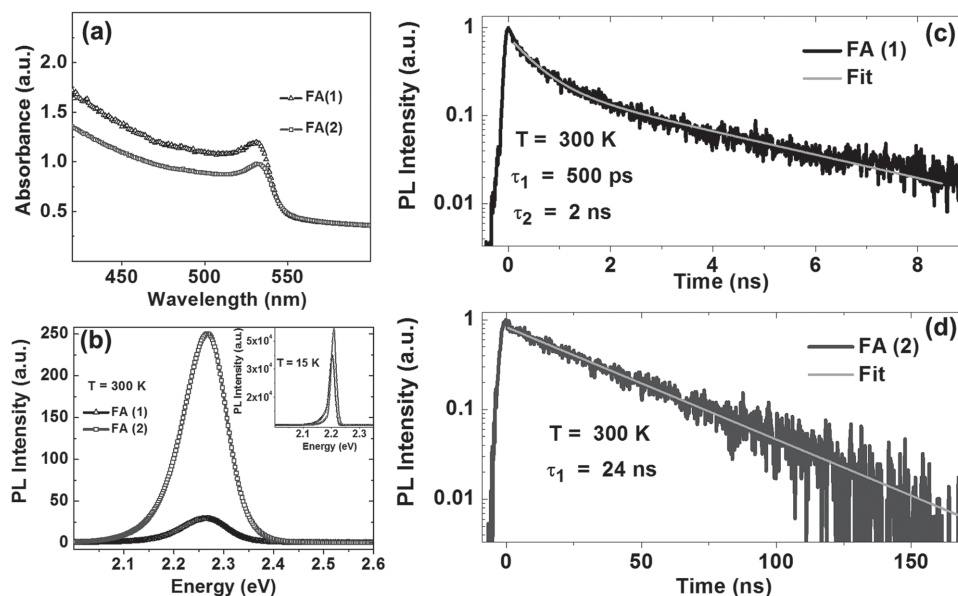 (a)
2.0
1.5
1.0
0.5
Absorbance (a.u.)
FA(1)
FA(2)
450
500
550
Wavelength (nm)
(b)
250
200
150
100
50
0
PL Intensity (a.u.)
T = 300 K
FA (1)
FA (2)
2.1
2.2
2.3
2.4
2.5
2.6
Energy (eV)
5x10⁴
3x10⁴
2x10⁴
PL Intensity (a.u.)
T = 15 K
2.1
2.2
2.3
Energy (eV)
(c)
1
0.1
0.01
PL Intensity (a.u.)
FA (1)
Fit
T = 300 K
τ₁ = 500 ps
τ₂ = 2 ns
0
2
4
6
8
Time (ns)
(d)
1
0.1
0.01
PL Intensity (a.u.)
FA (2)
Fit
T = 300 K
τ₁ = 24 ns
0
50
100
150
Time (ns)